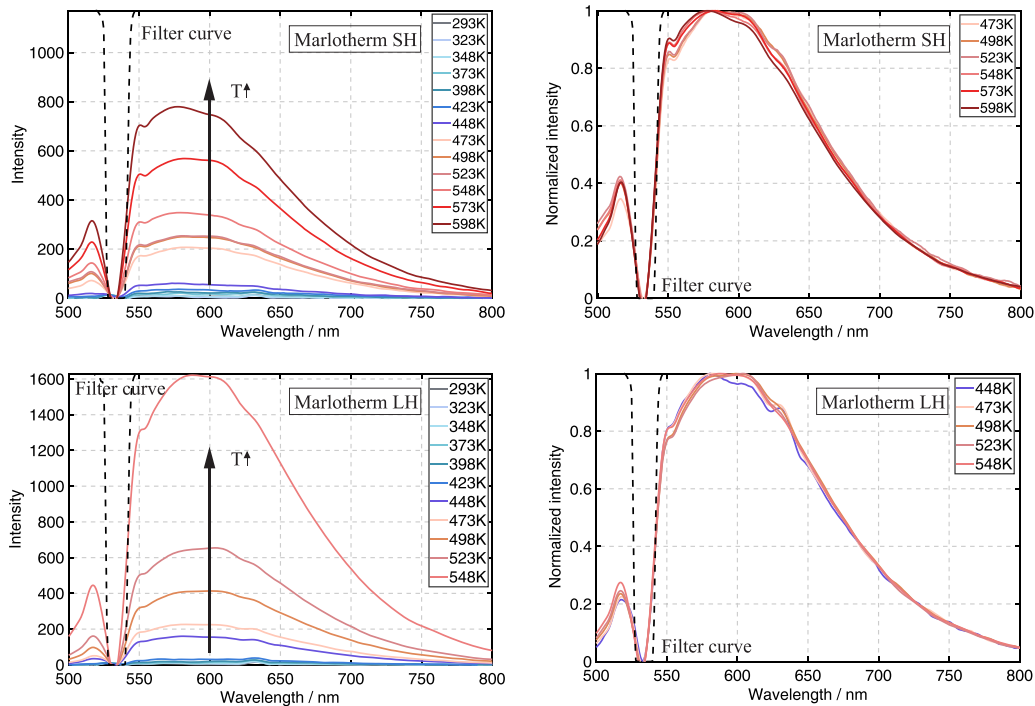 Intensity
1000
800
600
400
200
0
500
550
600
650
700
750
800
Wavelength / nm
Filter curve
T↑
Marlotherm SH
293K
323K
348K
373K
398K
423K
448K
473K
498K
523K
548K
573K
598K
Normalized intensity
1
0.8
0.6
0.4
0.2
0
500
550
600
650
700
750
800
Wavelength / nm
Filter curve
Marlotherm SH
473K
498K
523K
548K
573K
598K
Intensity
1600
1400
1200
1000
800
600
400
200
0
500
550
600
650
700
750
800
Wavelength / nm
Filter curve
T↑
Marlotherm LH
293K
323K
348K
373K
398K
423K
448K
473K
498K
523K
548K
Normalized intensity
1
0.8
0.6
0.4
0.2
0
500
550
600
650
700
750
800
Wavelength / nm
Filter curve
Marlotherm LH
448K
473K
498K
523K
548K